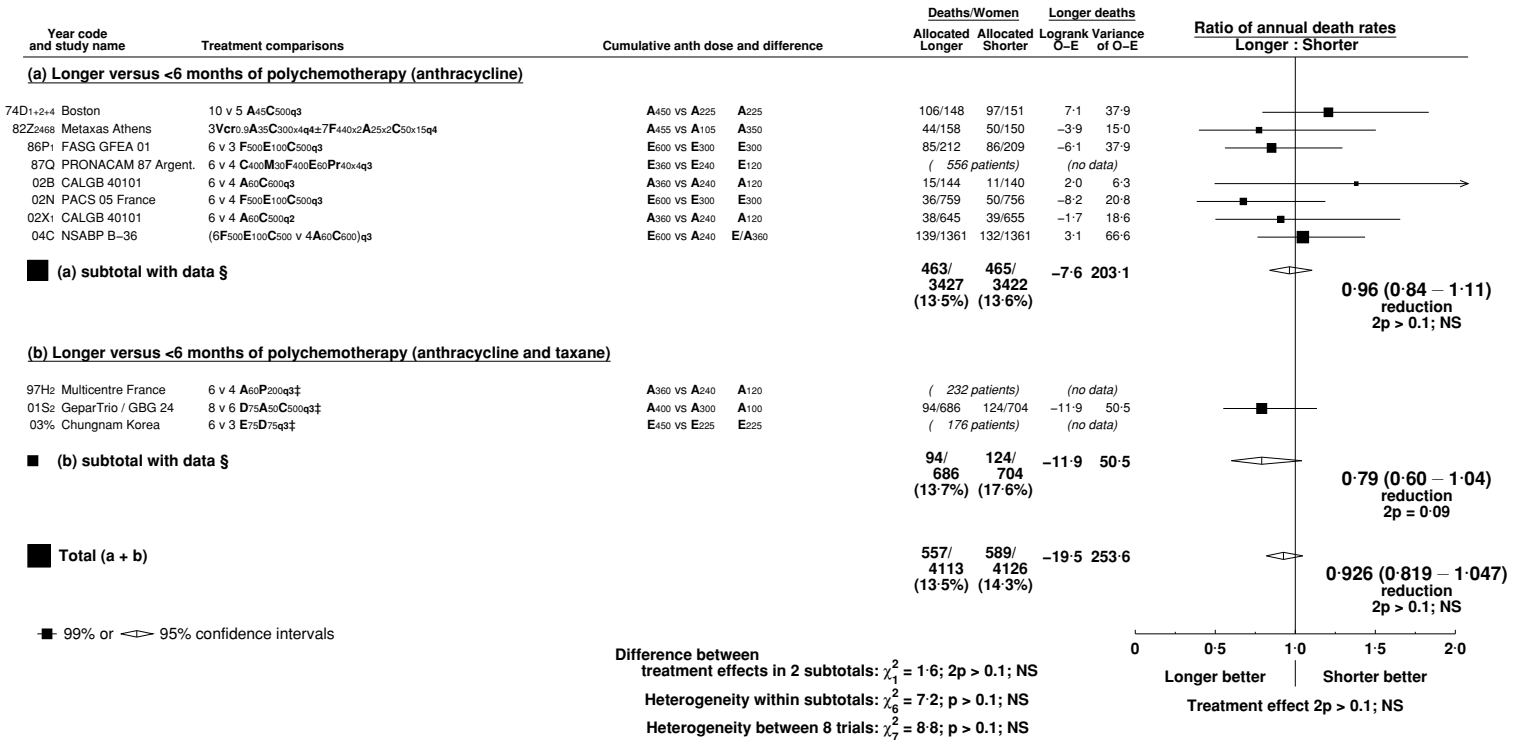 Deaths/Women Longer deaths
Year code and study name Treatment comparisons Cumulative anth dose and difference Allocated Longer Allocated Shorter Logrank O–E Variance of O–E Ratio of annual death rates Longer : Shorter
(a) Longer versus <6 months of polychemotherapy (anthracycline)
74D1+2+4 Boston 10 v 5 A45C500q3 A450 vs A225 A225 106/148 97/151 7·1 37·9
82Z2468 Metaxas Athens 3Vcr0.9A35C300x4q4±7F440x2A25x2C50x15q4 A455 vs A105 A350 44/158 50/150 −3·9 15·0
86P1 FASG GFEA 01 6 v 3 F500E100C500q3 E600 vs E300 E300 85/212 86/209 −6·1 37·9
87Q PRONACAM 87 Argent. 6 v 4 C400M30F400E60Pr40x4q3 E360 vs E240 E120 ( 556 patients) (no data)
02B CALGB 40101 6 v 4 A60C600q3 A360 vs A240 A120 15/144 11/140 2·0 6·3
02N PACS 05 France 6 v 4 F500E100C500q3 E600 vs E300 E300 36/759 50/756 −8·2 20·8
02X1 CALGB 40101 6 v 4 A60C500q2 A360 vs A240 A120 38/645 39/655 −1·7 18·6
04C NSABP B−36 (6F500E100C500 v 4A60C600)q3 E600 vs A240 E/A360 139/1361 132/1361 3·1 66·6
(a) subtotal with data § 463/3427 (13·5%) 465/3422 (13·6%) −7·6 203·1
0·96 (0·84 − 1·11)
reduction
2p > 0.1; NS
(b) Longer versus <6 months of polychemotherapy (anthracycline and taxane)
97H2 Multicentre France 6 v 4 A60P200q3‡ A360 vs A240 A120 ( 232 patients) (no data)
01S2 GeparTrio / GBG 24 8 v 6 D75A50C500q3‡ A400 vs A300 A100 94/686 124/704 −11·9 50·5
03% Chungnam Korea 6 v 3 E75D75q3‡ E450 vs E225 E225 ( 176 patients) (no data)
(b) subtotal with data § 94/686 (13·7%) 124/704 (17·6%) −11·9 50·5
0·79 (0·60 − 1·04)
reduction
2p = 0·09
Total (a + b) 557/4113 (13·5%) 589/4126 (14·3%) −19·5 253·6
0·926 (0·819 − 1·047)
reduction
2p > 0.1; NS
99% or 95% confidence intervals
0 0·5 1·0 1·5 2·0
Longer better Shorter better
Treatment effect 2p > 0.1; NS
Difference between
treatment effects in 2 subtotals: χ²₁ = 1·6; 2p > 0.1; NS
Heterogeneity within subtotals: χ²₆ = 7·2; p > 0.1; NS
Heterogeneity between 8 trials: χ²₇ = 8·8; p > 0.1; NS